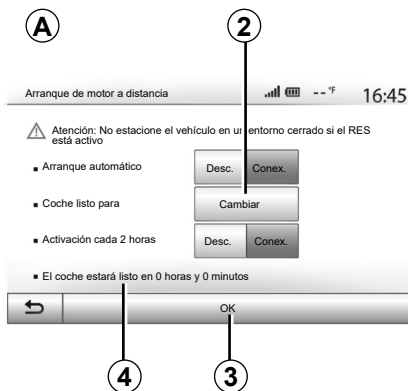 A
2
Arranque de motor a distancia
--°F
16:45
Atención: No estacione el vehículo en un entorno cerrado si el RES
está activo
▪ Arranque automático
Desc. Conex.
▪ Coche listo para
Cambiar
▪ Activación cada 2 horas
Desc. Conex.
▪ El coche estará listo en 0 horas y 0 minutos
OK
4
3